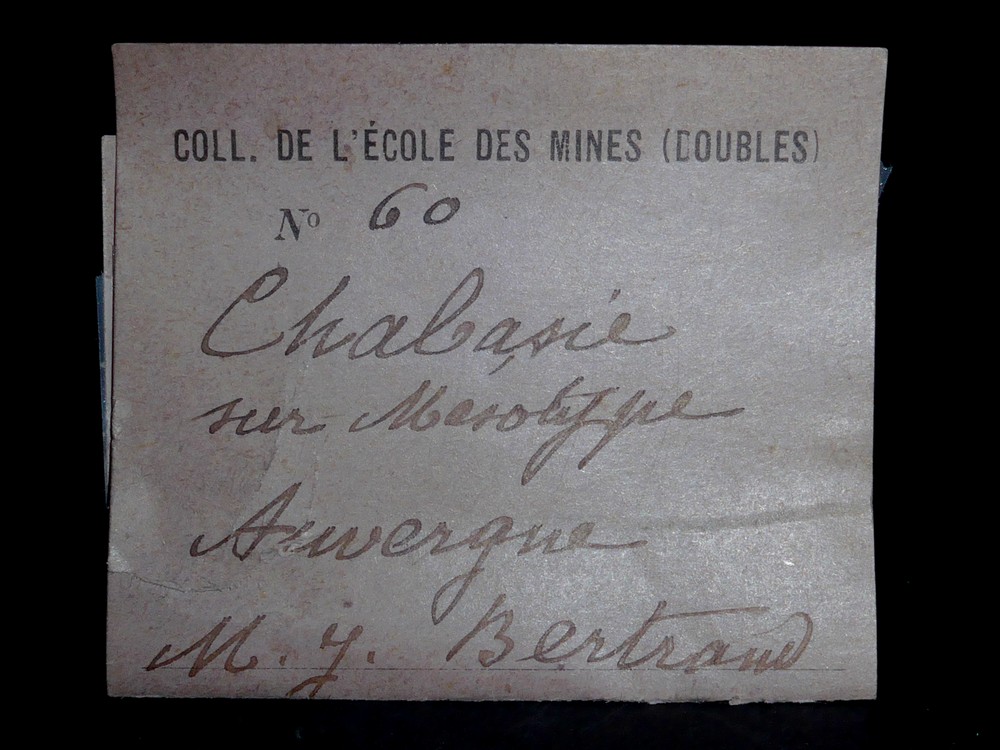 COLL. DE L'ÉCOLE DES MINES (DOUBLES)
No 60
Chabasie
sur Mesotype
Auvergne
M. J. Bertrand